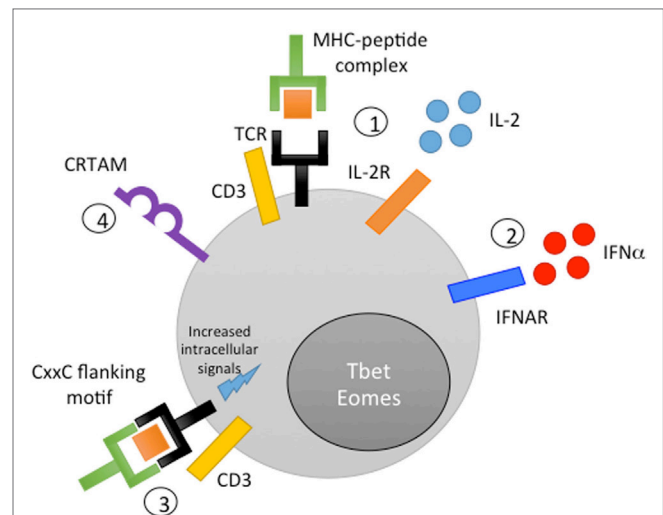 MHC-peptide
complex
1
IL-2
TCR
CRTAM
CD3
IL-2R
4
2
IFNα
IFNAR
Increased
intracellular
signals
CxxC flanking
motif
Tbet
Eomes
CD3
3